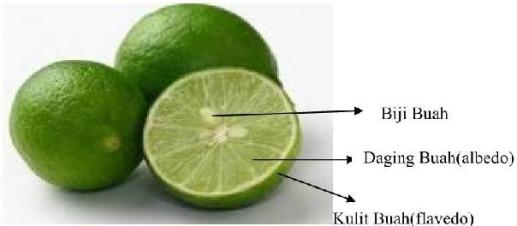 Biji Buah
Daging Buah(albedo)
Kulit Buah(flavedo)